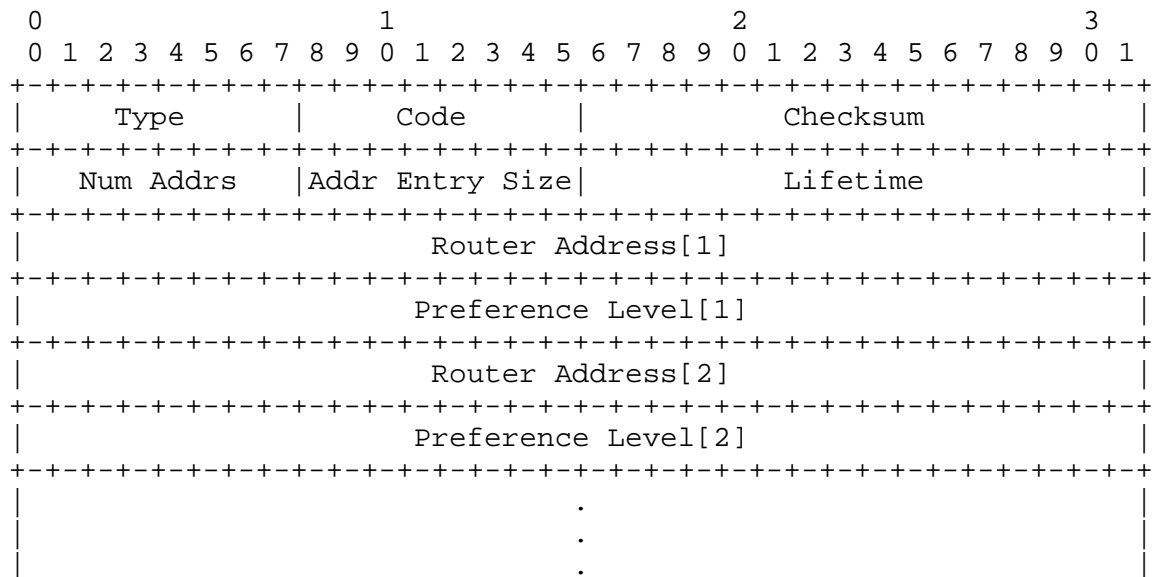 0                   1                   2                   3
 0 1 2 3 4 5 6 7 8 9 0 1 2 3 4 5 6 7 8 9 0 1 2 3 4 5 6 7 8 9 0 1
+-+-+-+-+-+-+-+-+-+-+-+-+-+-+-+-+-+-+-+-+-+-+-+-+-+-+-+-+-+-+-+-+
|     Type      |     Code      |           Checksum            |
+-+-+-+-+-+-+-+-+-+-+-+-+-+-+-+-+-+-+-+-+-+-+-+-+-+-+-+-+-+-+-+-+
|   Num Addrs   |Addr Entry Size|           Lifetime            |
+-+-+-+-+-+-+-+-+-+-+-+-+-+-+-+-+-+-+-+-+-+-+-+-+-+-+-+-+-+-+-+-+
|                       Router Address[1]                       |
+-+-+-+-+-+-+-+-+-+-+-+-+-+-+-+-+-+-+-+-+-+-+-+-+-+-+-+-+-+-+-+-+
|                      Preference Level[1]                      |
+-+-+-+-+-+-+-+-+-+-+-+-+-+-+-+-+-+-+-+-+-+-+-+-+-+-+-+-+-+-+-+-+
|                       Router Address[2]                       |
+-+-+-+-+-+-+-+-+-+-+-+-+-+-+-+-+-+-+-+-+-+-+-+-+-+-+-+-+-+-+-+-+
|                      Preference Level[2]                      |
+-+-+-+-+-+-+-+-+-+-+-+-+-+-+-+-+-+-+-+-+-+-+-+-+-+-+-+-+-+-+-+-+
|                               .                               |
|                               .                               |
|                               .                               |